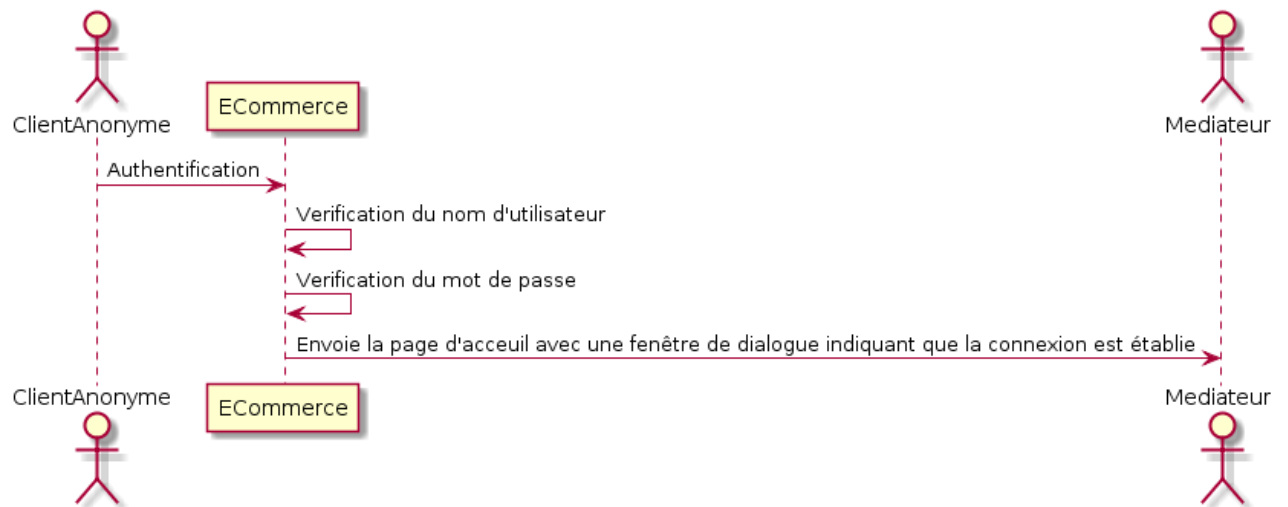 ClientAnonyme
ECommerce
Mediateur
Authentification
Verification du nom d'utilisateur
Verification du mot de passe
Envoie la page d'acceuil avec une fenêtre de dialogue indiquant que la connexion est établie
ClientAnonyme
ECommerce
Mediateur